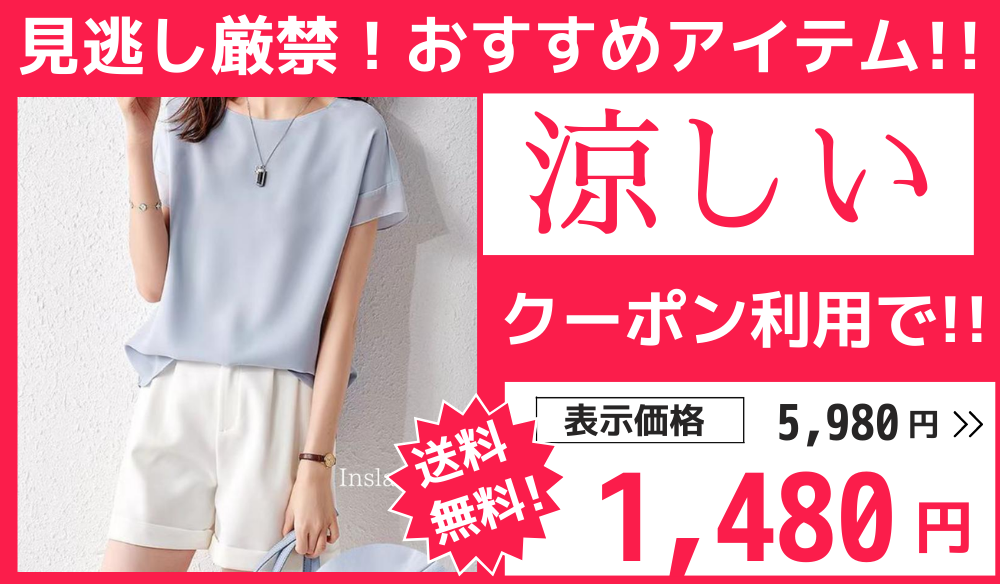 見逃し厳禁！おすすめアイテム!!
涼しい
クーポン利用で!!
表示価格 5,980円 >>
送料
無料!
1,480円
Insla